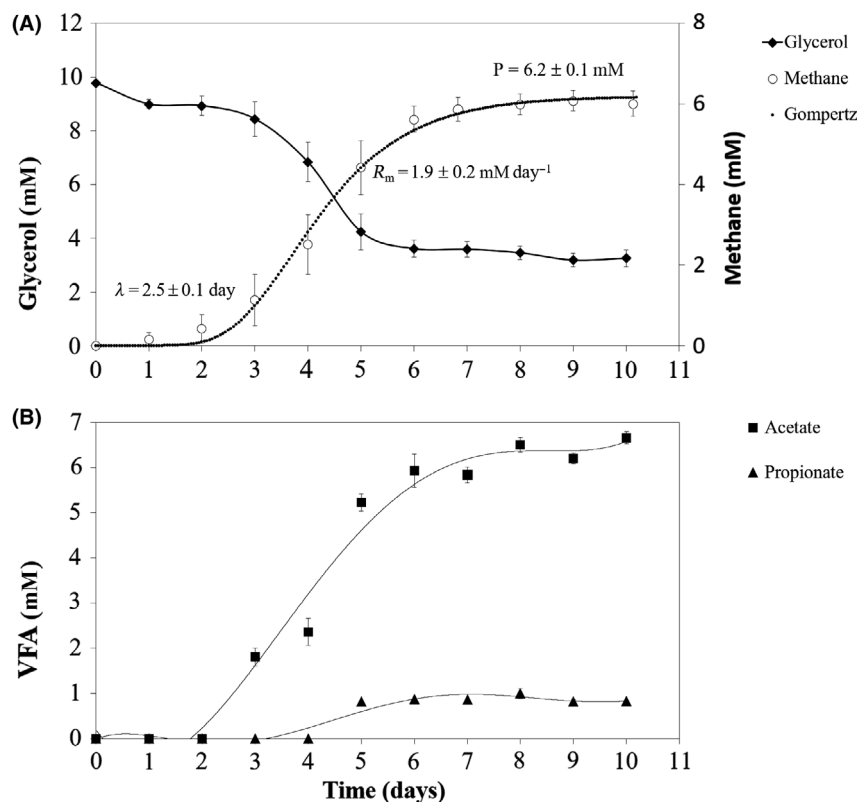 (A)
12
10
8
6
4
2
0
Glycerol (mM)
8
6
4
2
0
Methane (mM)
P = 6.2 ± 0.1 mM
Rm = 1.9 ± 0.2 mM day⁻¹
λ = 2.5 ± 0.1 day
0 1 2 3 4 5 6 7 8 9 10 11
Glycerol
Methane
Gompertz
(B)
7
6
5
4
3
2
1
0
VFA (mM)
0 1 2 3 4 5 6 7 8 9 10 11
Time (days)
Acetate
Propionate